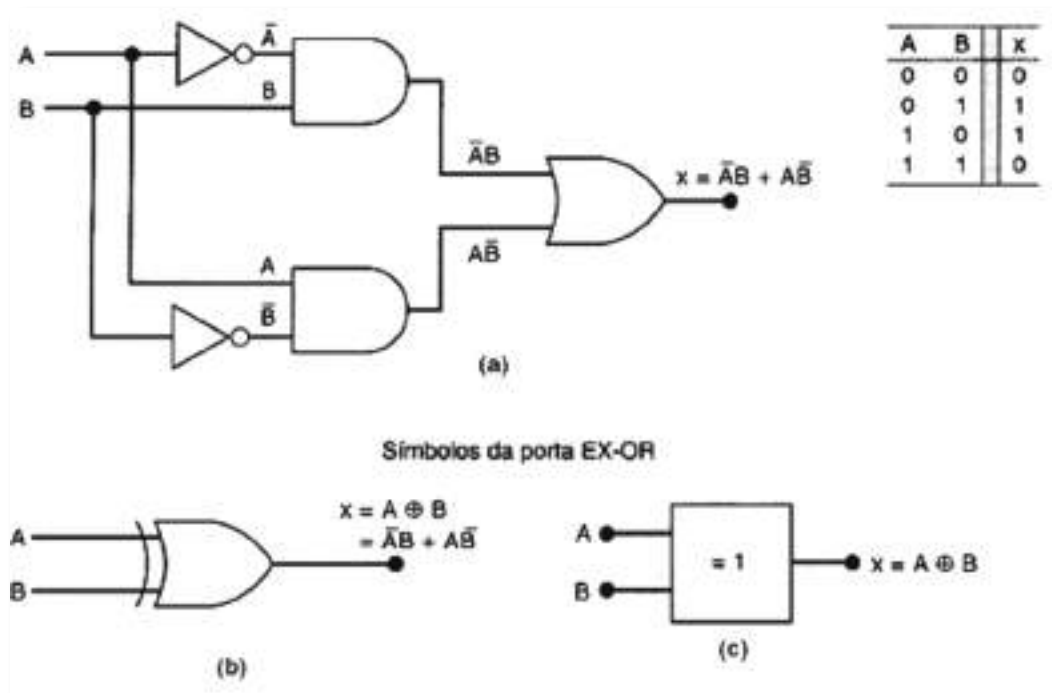 A
B
Ā
B
ĀB
x = ĀB + AB̄
AB̄
A
B̄
(a)
A B x
0 0 0
0 1 1
1 0 1
1 1 0
Símbolos da porta EX-OR
A
B
x = A ⊕ B
= ĀB + AB̄
(b)
A
B
= 1
x = A ⊕ B
(c)